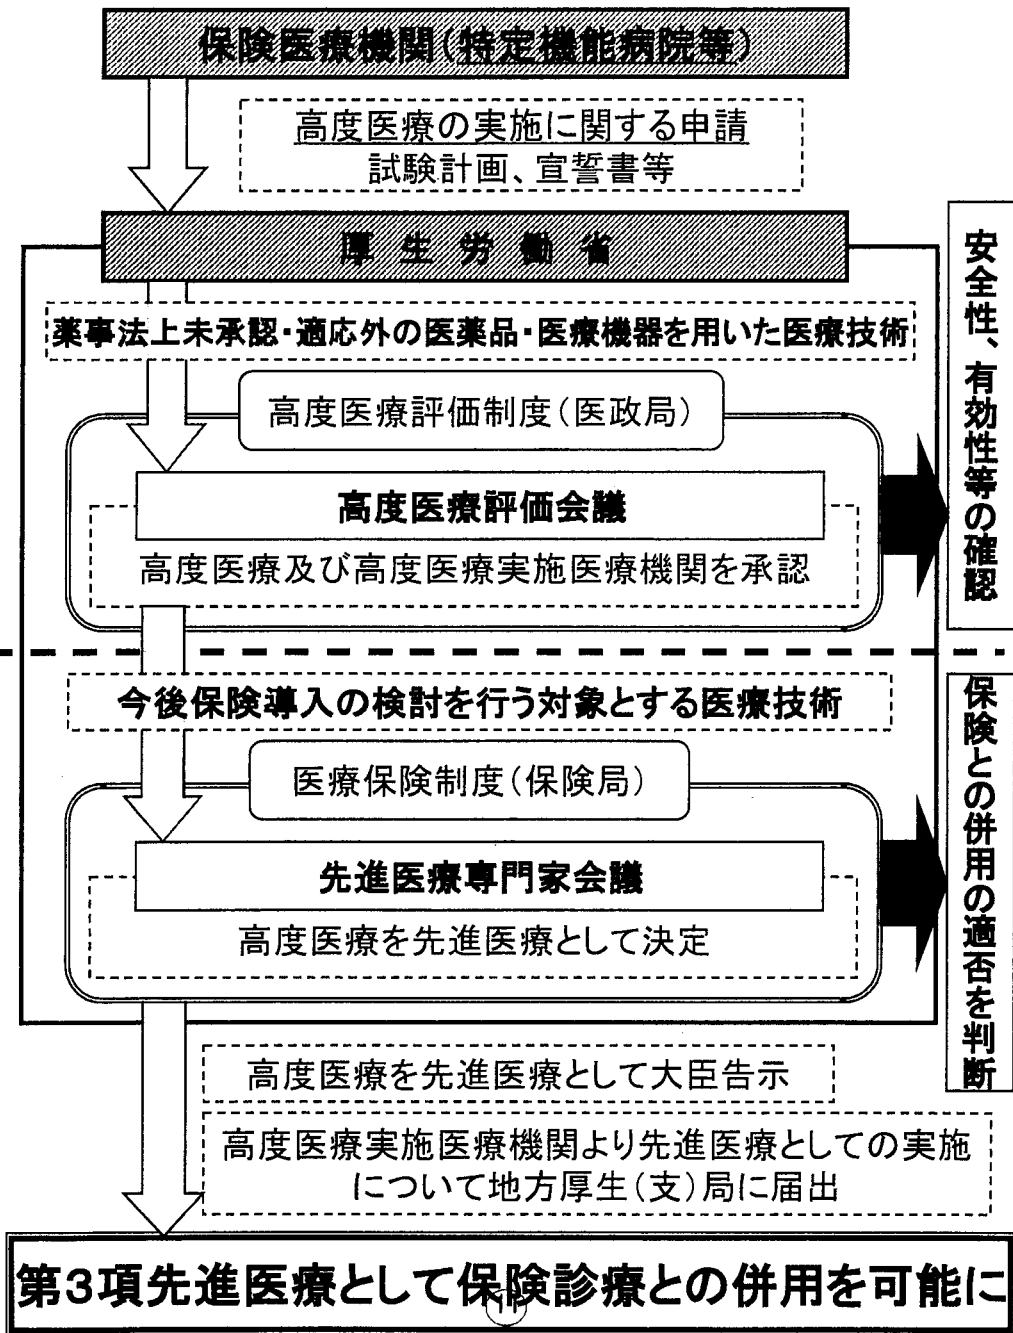 保険医療機関(特定機能病院等)
高度医療の実施に関する申請
試験計画、宣誓書等
厚生労働省
薬事法上未承認・適応外の医薬品・医療機器を用いた医療技術
高度医療評価制度(医政局)
高度医療評価会議
高度医療及び高度医療実施医療機関を承認
安全性、有効性等の確認
今後保険導入の検討を行う対象とする医療技術
医療保険制度(保険局)
先進医療専門家会議
高度医療を先進医療として決定
保険との併用の適否を判断
高度医療を先進医療として大臣告示
高度医療実施医療機関より先進医療としての実施
について地方厚生(支)局に届出
第3項先進医療として保険診療との併用を可能に